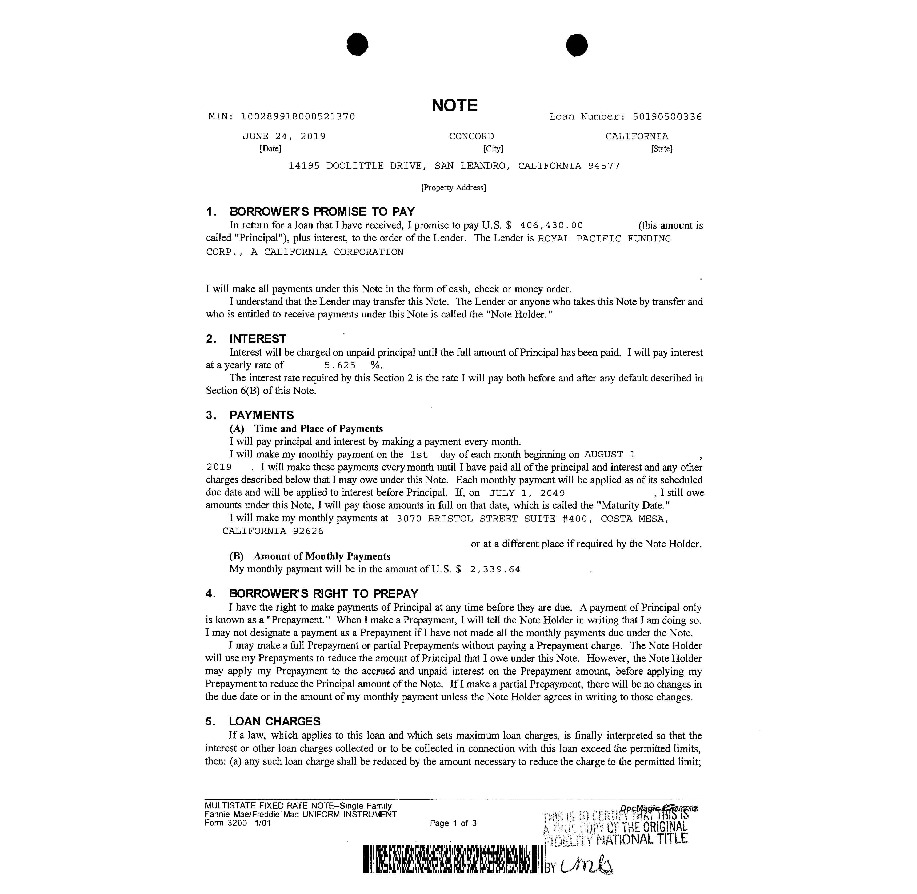 NOTE
MIN: 100289918000521370 Loan Number: 50190500336
JUNE 24, 2019 CONCORD CALIFORNIA
[Date] [City] [State]
14195 DOOLITTLE DRIVE, SAN LEANDRO, CALIFORNIA 94577
[Property Address]
1. BORROWER'S PROMISE TO PAY
In return for a loan that I have received, I promise to pay U.S. $ 406,430.00 (this amount is
called "Principal"), plus interest, to the order of the Lender. The Lender is ROYAL PACIFIC FUNDING
CORP., A CALIFORNIA CORPORATION
I will make all payments under this Note in the form of cash, check or money order.
I understand that the Lender may transfer this Note. The Lender or anyone who takes this Note by transfer and
who is entitled to receive payments under this Note is called the "Note Holder."
2. INTEREST
Interest will be charged on unpaid principal until the full amount of Principal has been paid. I will pay interest
at a yearly rate of 5.625 %.
The interest rate required by this Section 2 is the rate I will pay both before and after any default described in
Section 6(B) of this Note.
3. PAYMENTS
(A) Time and Place of Payments
I will pay principal and interest by making a payment every month.
I will make my monthly payment on the 1st day of each month beginning on AUGUST 1 ,
2019 . I will make these payments every month until I have paid all of the principal and interest and any other
charges described below that I may owe under this Note. Each monthly payment will be applied as of its scheduled
due date and will be applied to interest before Principal. If, on JULY 1, 2049 , I still owe
amounts under this Note, I will pay those amounts in full on that date, which is called the "Maturity Date."
I will make my monthly payments at 3070 BRISTOL STREET SUITE #400, COSTA MESA,
CALIFORNIA 92626
or at a different place if required by the Note Holder.
(B) Amount of Monthly Payments
My monthly payment will be in the amount of U.S. $ 2,339.64
4. BORROWER'S RIGHT TO PREPAY
I have the right to make payments of Principal at any time before they are due. A payment of Principal only
is known as a "Prepayment." When I make a Prepayment, I will tell the Note Holder in writing that I am doing so.
I may not designate a payment as a Prepayment if I have not made all the monthly payments due under the Note.
I may make a full Prepayment or partial Prepayments without paying a Prepayment charge. The Note Holder
will use my Prepayments to reduce the amount of Principal that I owe under this Note. However, the Note Holder
may apply my Prepayment to the accrued and unpaid interest on the Prepayment amount, before applying my
Prepayment to reduce the Principal amount of the Note. If I make a partial Prepayment, there will be no changes in
the due date or in the amount of my monthly payment unless the Note Holder agrees in writing to those changes.
5. LOAN CHARGES
If a law, which applies to this loan and which sets maximum loan charges, is finally interpreted so that the
interest or other loan charges collected or to be collected in connection with this loan exceed the permitted limits,
then: (a) any such loan charge shall be reduced by the amount necessary to reduce the charge to the permitted limit;
MULTISTATE FIXED RATE NOTE--Single Family
Fannie Mae/Freddie Mac UNIFORM INSTRUMENT
Form 3200 1/01 Page 1 of 3
DocMagic
THIS IS TO CERTIFY THAT THIS IS
A TRUE COPY OF THE ORIGINAL
FIDELITY NATIONAL TITLE
BY